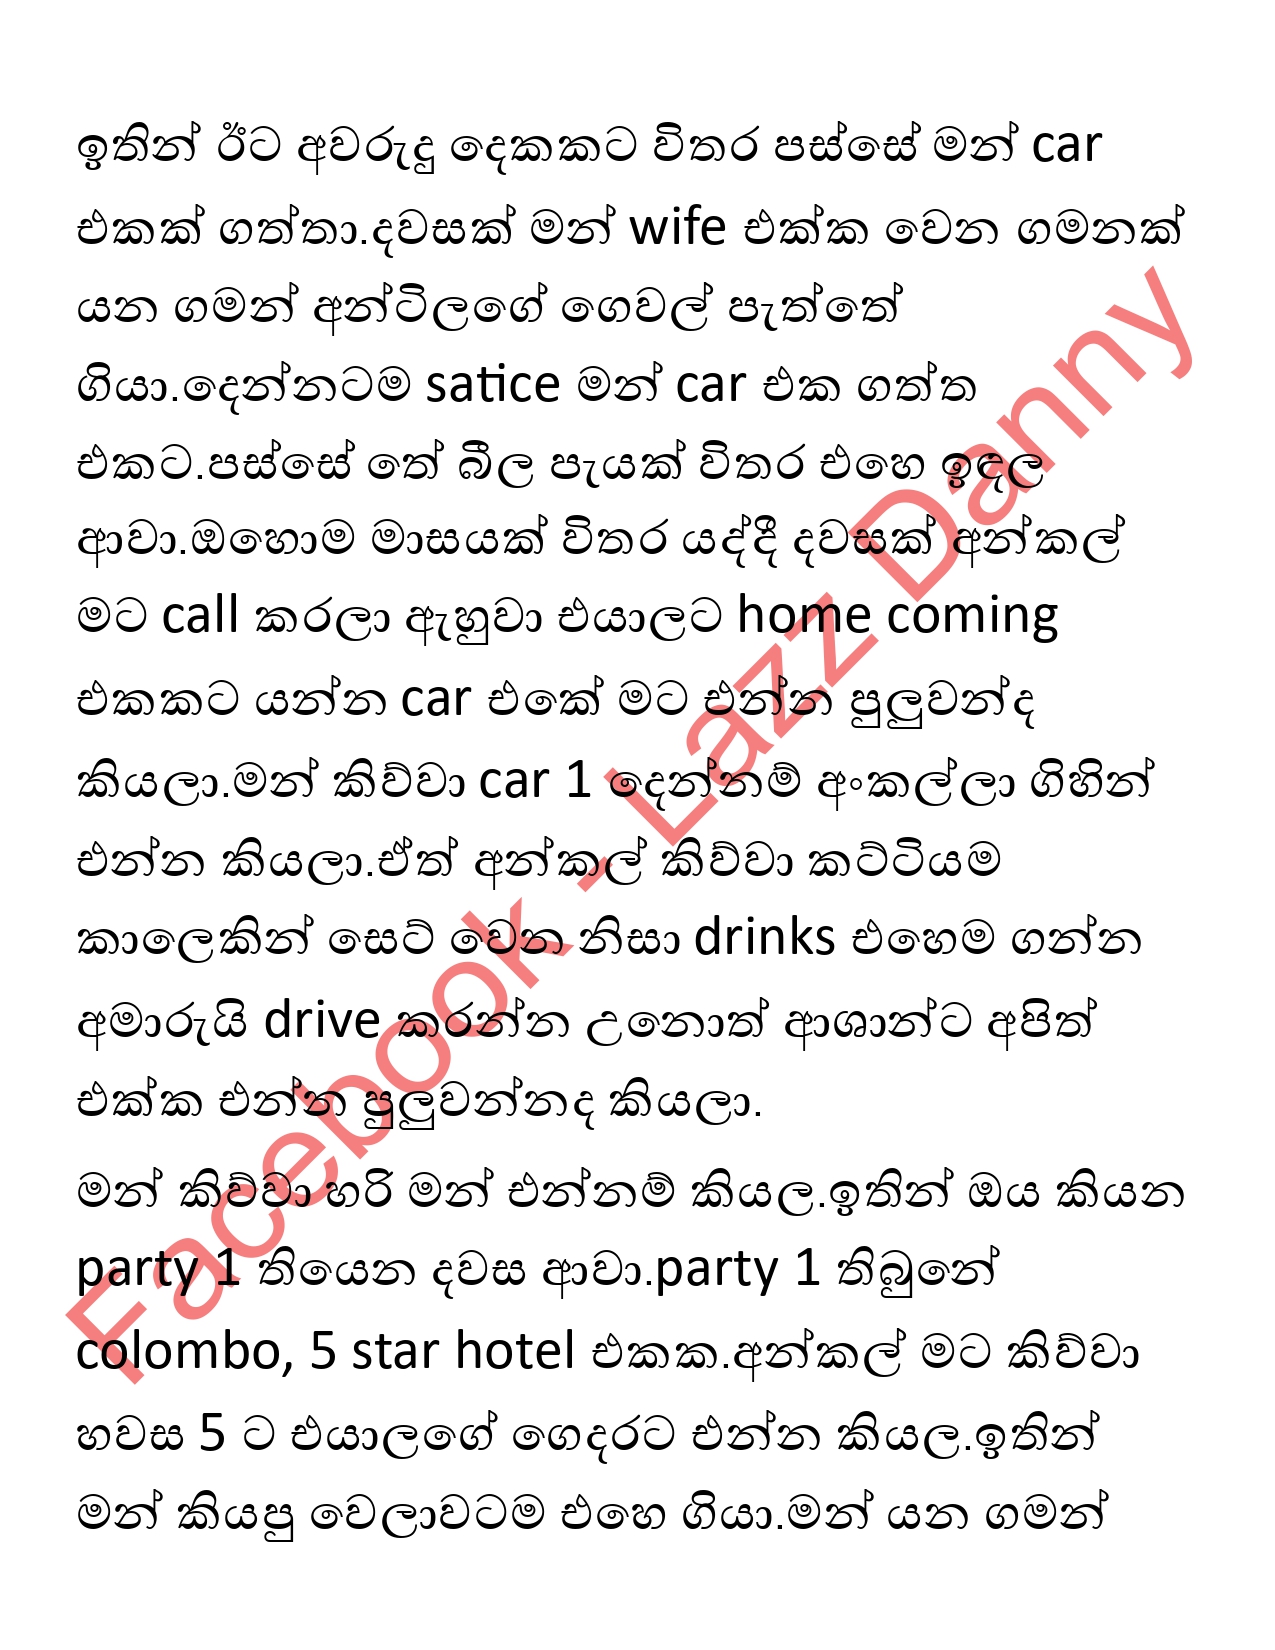 ඉතින් ඊට අවරුදු දෙකකට විතර පස්සේ මන් car
එකක් ගත්තා.දවසක් මන් wife එක්ක වෙන ගමනක්
යන ගමන් අන්ටිලගේ ගෙවල් පැත්තේ
ගියා.දෙන්නටම satice මන් car එක ගත්ත
එකට.පස්සේ තේ බීල පැයක් විතර එහෙ ඉඳල
ආවා.ඔහොම මාසයක් විතර යද්දී දවසක් අන්කල්
මට call කරලා ඇහුවා එයාලට home coming
එකකට යන්න car එකේ මට එන්න පුලුවන්ද
කියලා.මන් කිව්වා car 1 දෙන්නම් අංකල්ලා ගිහින්
එන්න කියලා.ඒත් අන්කල් කිව්වා කට්ටියම
කාලෙකින් සෙට් වෙන නිසා drinks එහෙම ගන්න
අමාරුයි drive කරන්න උනොත් ආශාන්ට අපිත්
එක්ක එන්න පුලුවන්නද කියලා.
මන් කිව්වා හරි මන් එන්නම් කියල.ඉතින් ඔය කියන
party 1 තියෙන දවස ආවා.party 1 තිබුනේ
colombo, 5 star hotel එකක.අන්කල් මට කිව්වා
හවස 5 ට එයාලගේ ගෙදරට එන්න කියල.ඉතින්
මන් කියපු වෙලාවටම එහෙ ගියා.මන් යන ගමන්
Facebook - Lazz Danny